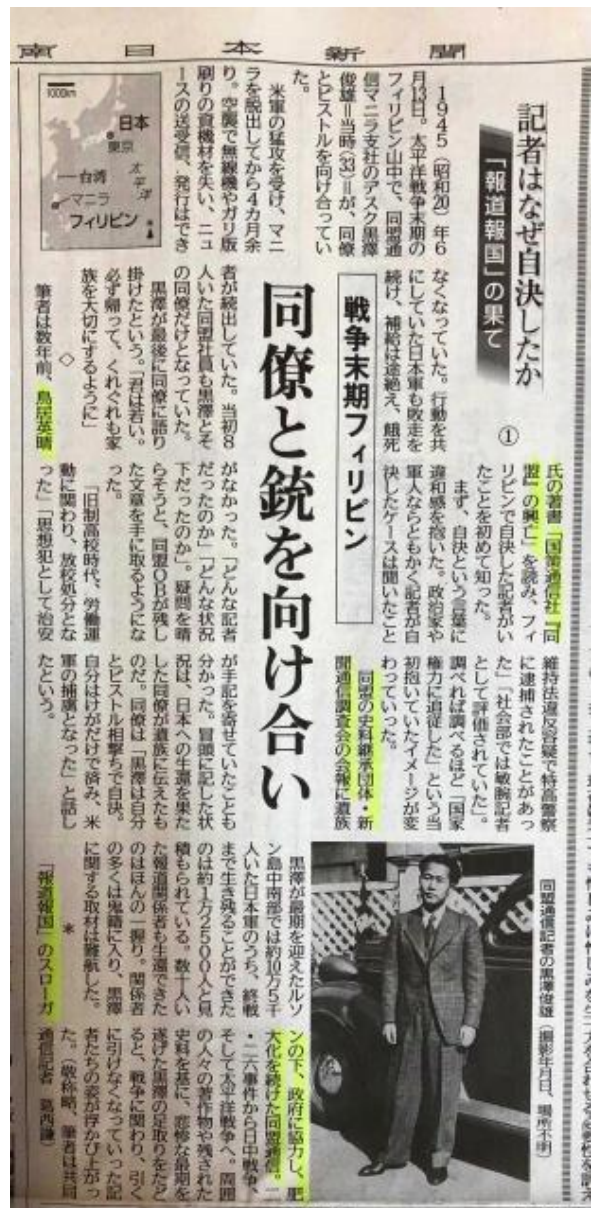 南日本新聞
記者はなぜ自決したか
「報道報国」の果て
①
１９４５（昭和20）年６
月13日。太平洋戦争末期の
フィリピン山中で、同盟通
信マニラ支社のデスク黒澤
俊雄＝当時（33）＝が、同僚
とピストルを向け合ってい
た。
米軍の猛攻を受け、マニ
ラを脱出してから４カ月余
り。空襲で無線機やガリ版
刷りの資機材を失い、ニュ
ースの送受信、発行はでき
1000km
日本
東京
太平洋
台湾
マニラ
フィリピン
戦争末期フィリピン
同僚と銃を向け合い
なくなっていた。行動を共
にしていた日本軍も敗走を
続け、補給は途絶え、餓死
者が続出していた。当初８
人いた同盟社員も黒澤とそ
の同僚だけとなっていた。
黒澤が最後に同僚に語り
掛けたという。「君は若い。
必ず帰って、くれぐれも家
族を大切にするように」
◇
筆者は数年前、鳥居英晴
氏の著書「国策通信社『同
盟』の興亡」を読み、フィ
リピンで自決した記者がい
たことを初めて知った。
まず、自決という言葉に
違和感を抱いた。政治家や
軍人ならともかく記者が自
決したケースは聞いたこと
がなかった。「どんな記者
だったのか」「どんな状況
下だったのか」。疑問を晴
らそうと、同盟ＯＢが残し
た文章を手に取るようにな
った。
「旧制高校時代、労働運
動に関わり、放校処分とな
った」「思想犯として治安
維持法違反容疑で特高警察
に逮捕されたことがあっ
た」「社会部では敏腕記者
として評価されていた」。
調べれば調べるほど「国家
権力に追従した」という当
初抱いていたイメージが変
わっていった。
同盟の史料継承団体・新
聞通信調査会の会報に遺族
が手記を寄せていたことも
分かった。冒頭に記した状
況は、日本への生還を果た
した同僚が遺族に伝えたも
のだ。同僚は「黒澤は自分
とピストル相撃ちで自決。
自分はけがだけで済み、米
軍の捕虜となった」と話し
たという。
同盟通信記者の黒澤俊雄（撮影年月日、場所不明）
黒澤が最期を迎えたルソ
ン島中南部では約10万５千
人いた日本軍のうち、終戦
まで生き残ることができた
のは約１万２５００人と見
積もられている。数十人い
た報道関係者も生還できた
のはほんの一握り。関係者
の多くは鬼籍に入り、黒澤
に関する取材は難航した。
＊
「報道報国」のスローガ
ンの下、政府に協力し、肥
大化を続けた同盟通信。二
・二六事件から日中戦争、
そして太平洋戦争へ。周囲
の人々の著作物や残された
史料を基に、悲惨な最期を
遂げた黒澤の足取りをたど
ると、戦争に関わり、引く
に引けなくなっていった記
者たちの姿が浮かび上がっ
た。（敬称略、筆者は共同
通信記者　葛西謙）